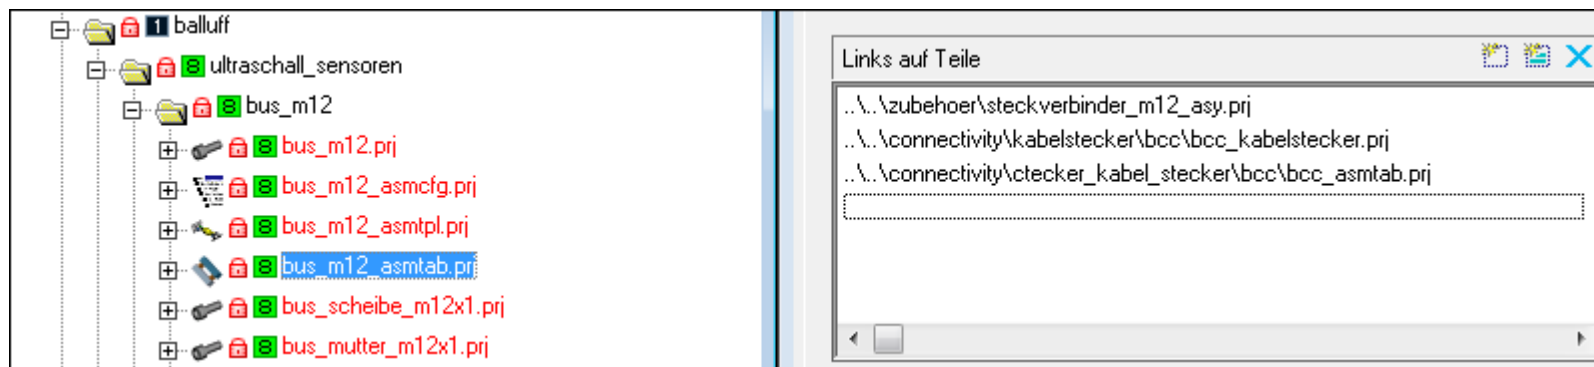 1 balluff
8 ultraschall_sensoren
8 bus_m12
8 bus_m12.prj
8 bus_m12_asmcfg.prj
8 bus_m12_asmtpl.prj
8 bus_m12_asmtab.prj
8 bus_scheibe_m12x1.prj
8 bus_mutter_m12x1.prj
Links auf Teile
..\..\zubehoer\steckverbinder_m12_asy.prj
..\..\connectivity\kabelstecker\bcc\bcc_kabelstecker.prj
..\..\connectivity\ctecker_kabel_stecker\bcc\bcc_asmtab.prj